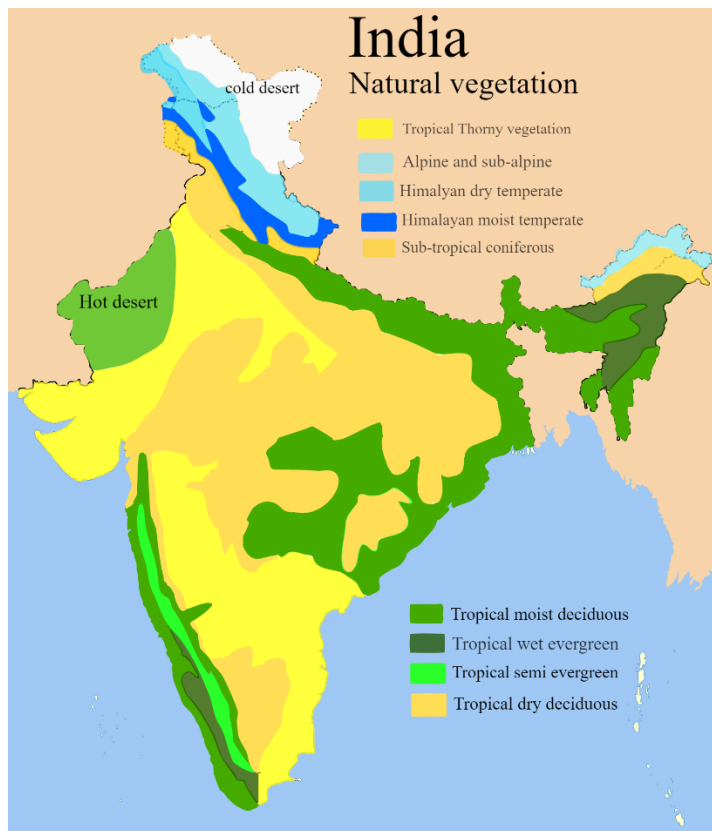 India
Natural vegetation
cold desert
Tropical Thorny vegetation
Alpine and sub-alpine
Himalyan dry temperate
Himalayan moist temperate
Sub-tropical coniferous
Hot desert
Tropical moist deciduous
Tropical wet evergreen
Tropical semi evergreen
Tropical dry deciduous